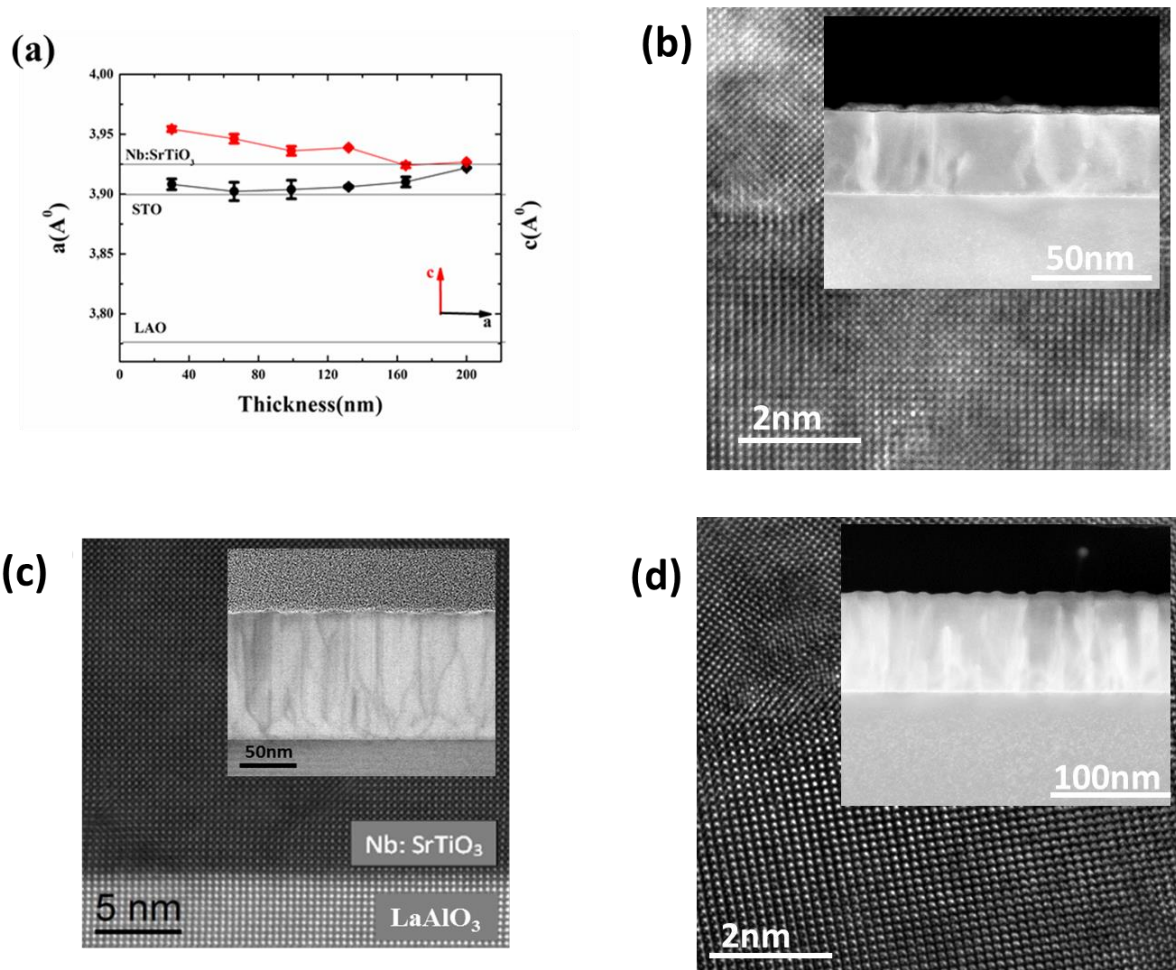 (a)
4,00
3,95
3,90
3,85
3,80
Nb:SrTiO₃
STO
LAO
a(A⁰)
c(A⁰)
c
a
0
40
80
120
160
200
Thickness(nm)
(b)
50nm
2nm
(c)
50nm
Nb: SrTiO₃
5 nm
LaAlO₃
(d)
100nm
2nm